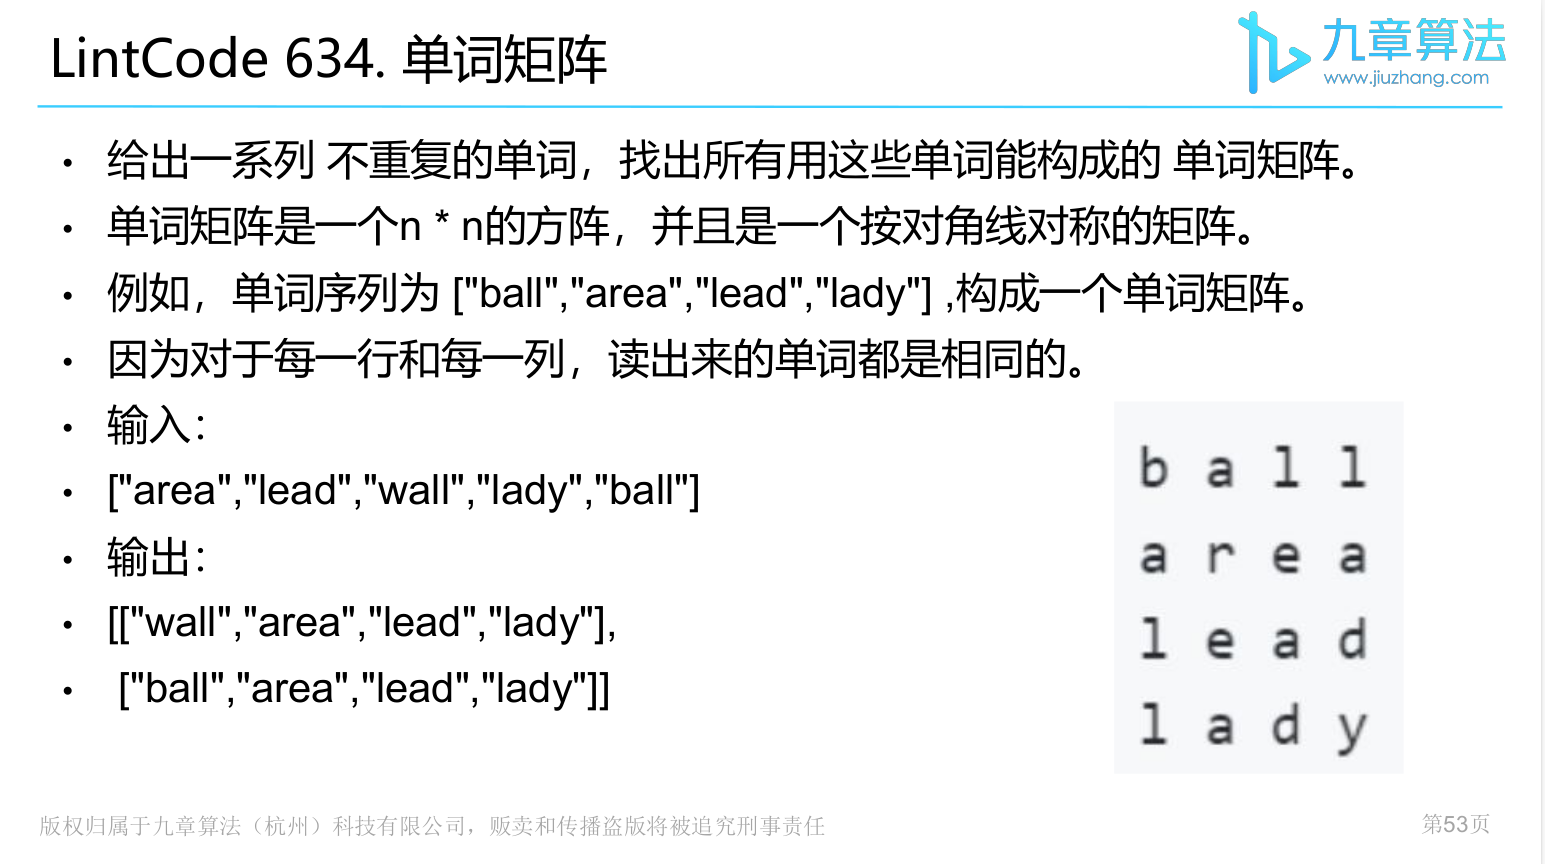 LintCode 634. 单词矩阵
九章算法
www.jiuzhang.com
• 给出一系列 不重复的单词，找出所有用这些单词能构成的 单词矩阵。
• 单词矩阵是一个n * n的方阵，并且是一个按对角线对称的矩阵。
• 例如，单词序列为 ["ball","area","lead","lady"] ,构成一个单词矩阵。
• 因为对于每一行和每一列，读出来的单词都是相同的。
• 输入：
• ["area","lead","wall","lady","ball"]
• 输出：
• [["wall","area","lead","lady"],
• ["ball","area","lead","lady"]]
b a l l
a r e a
l e a d
l a d y
版权归属于九章算法（杭州）科技有限公司，贩卖和传播盗版将被追究刑事责任
第53页